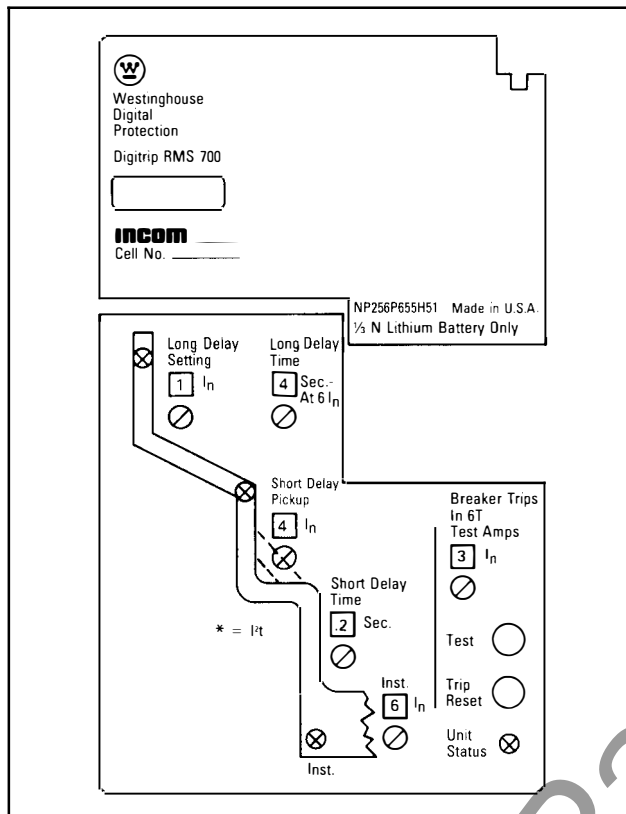 W
Westinghouse
Digital
Protection
Digitrip RMS 700
INCOM
Cell No.
NP256P655H51 Made in U.S.A.
⅓ N Lithium Battery Only
Long Delay
Setting
1 In
Long Delay
Time
4 Sec.-
At 6 In
Short Delay
Pickup
4 In
Breaker Trips
In 6T
Test Amps
3 In
Short Delay
Time
.2 Sec.
* = I²t
Test
Inst.
6 In
Trip
Reset
Unit
Status
Inst.